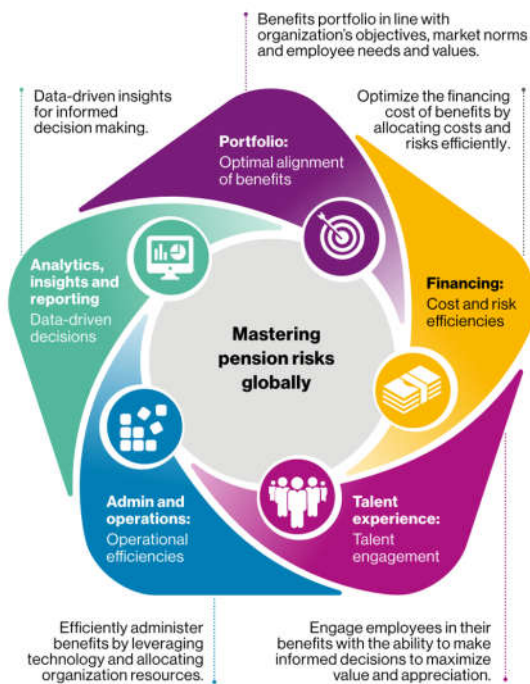 Benefits portfolio in line with
organization's objectives, market norms
and employee needs and values.
Data-driven insights
for informed
decision making.
Optimize the financing
cost of benefits by
allocating costs and
risks efficiently.
Portfolio:
Optimal alignment
of benefits
Analytics,
insights and
reporting
Data-driven
decisions
Financing:
Cost and risk
efficiencies
Mastering
pension risks
globally
Admin and
operations:
Operational
efficiencies
Talent
experience:
Talent
engagement
Efficiently administer
benefits by leveraging
technology and allocating
organization resources.
Engage employees in their
benefits with the ability to make
informed decisions to maximize
value and appreciation.